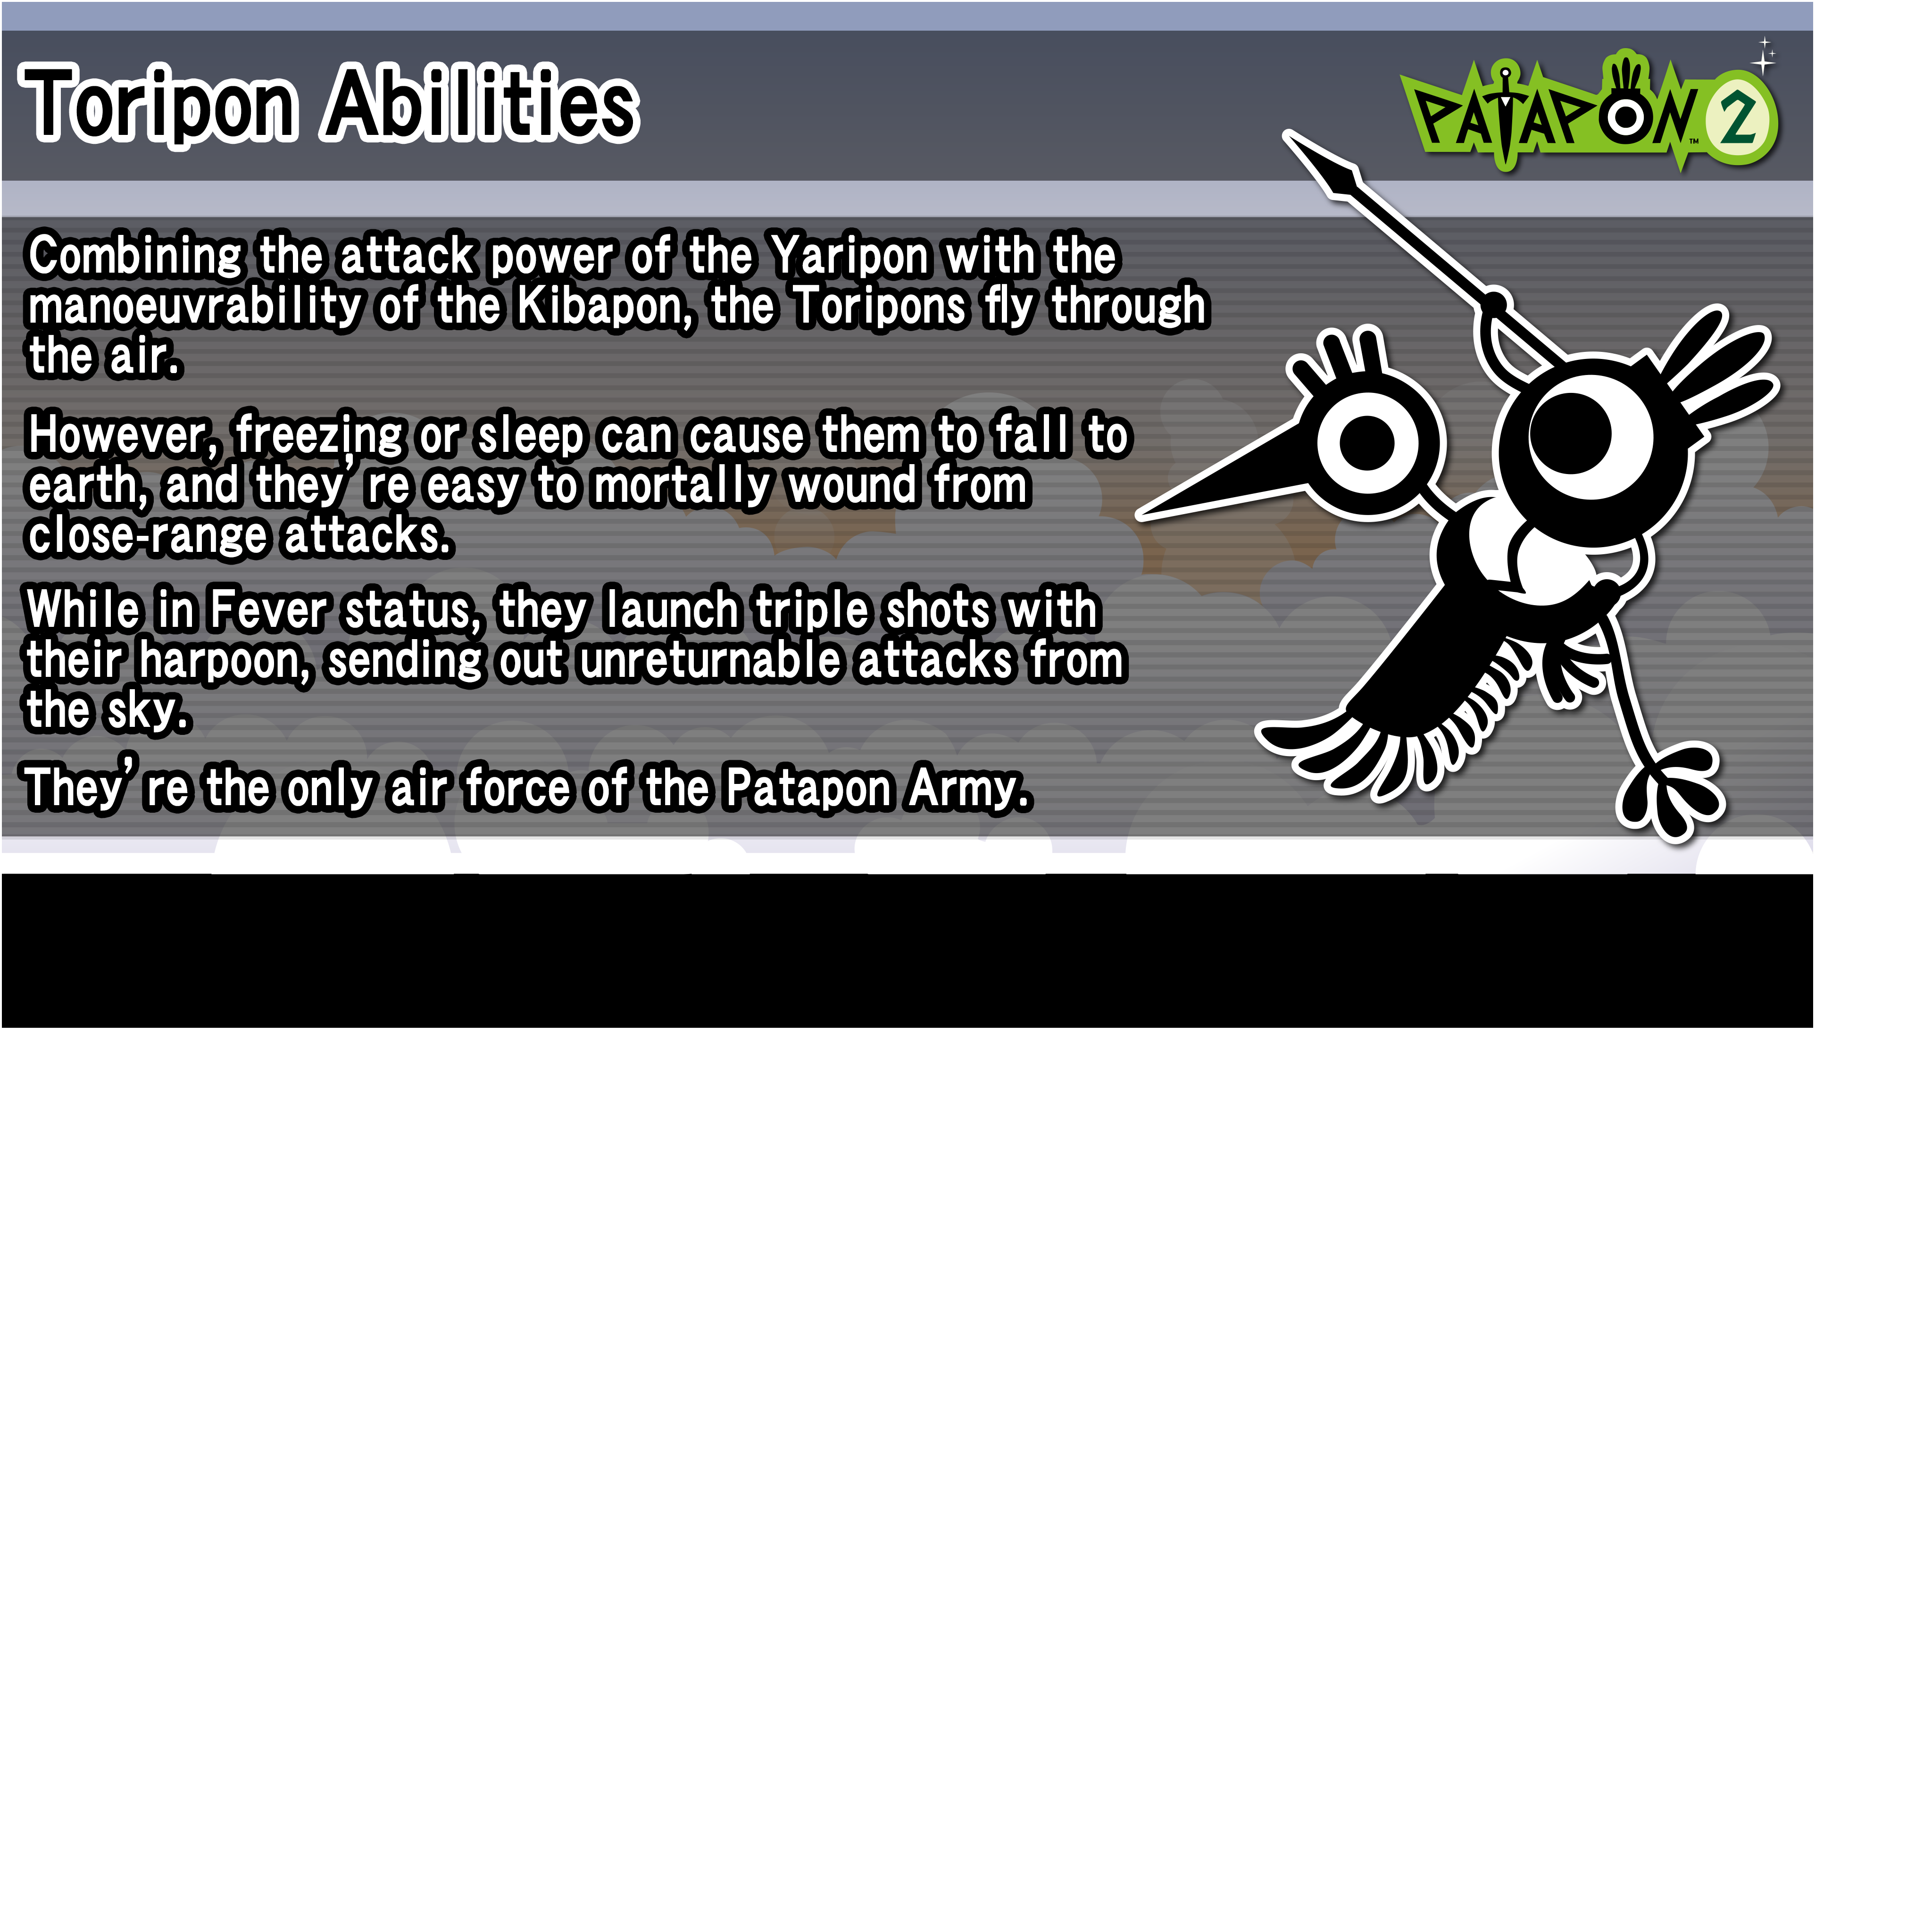 Toripon Abilities
PATAPON™ 2
Combining the attack power of the Yaripon with the
manoeuvrability of the Kibapon, the Toripons fly through
the air.
However, freezing or sleep can cause them to fall to
earth, and they're easy to mortally wound from
close-range attacks.
While in Fever status, they launch triple shots with
their harpoon, sending out unreturnable attacks from
the sky.
They're the only air force of the Patapon Army.